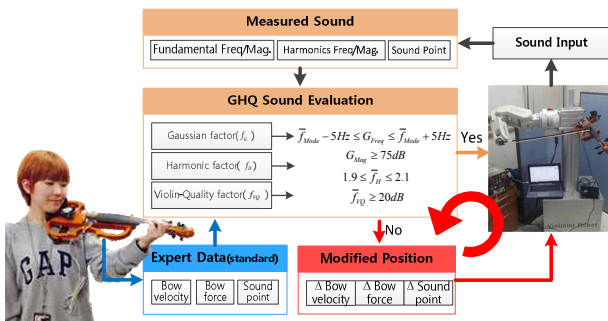 Measured Sound
Fundamental Freq/Mag.
Harmonics Freq/Mag.
Sound Point
Sound Input
GHQ Sound Evaluation
Gaussian factor(f_G)
f̅_Mode − 5Hz ≤ G_Freq ≤ f̅_Mode + 5Hz
G_Mag ≥ 75dB
Harmonic factor(f_H)
1.9 ≤ f̅_H ≤ 2.1
Violin-Quality factor(f_VQ)
f̅_VQ ≥ 20dB
Yes
No
GAP
Violinist Robot
Expert Data(standard)
Bow
velocity
Bow
force
Sound
point
Modified Position
Δ Bow
velocity
Δ Bow
force
Δ Sound
point